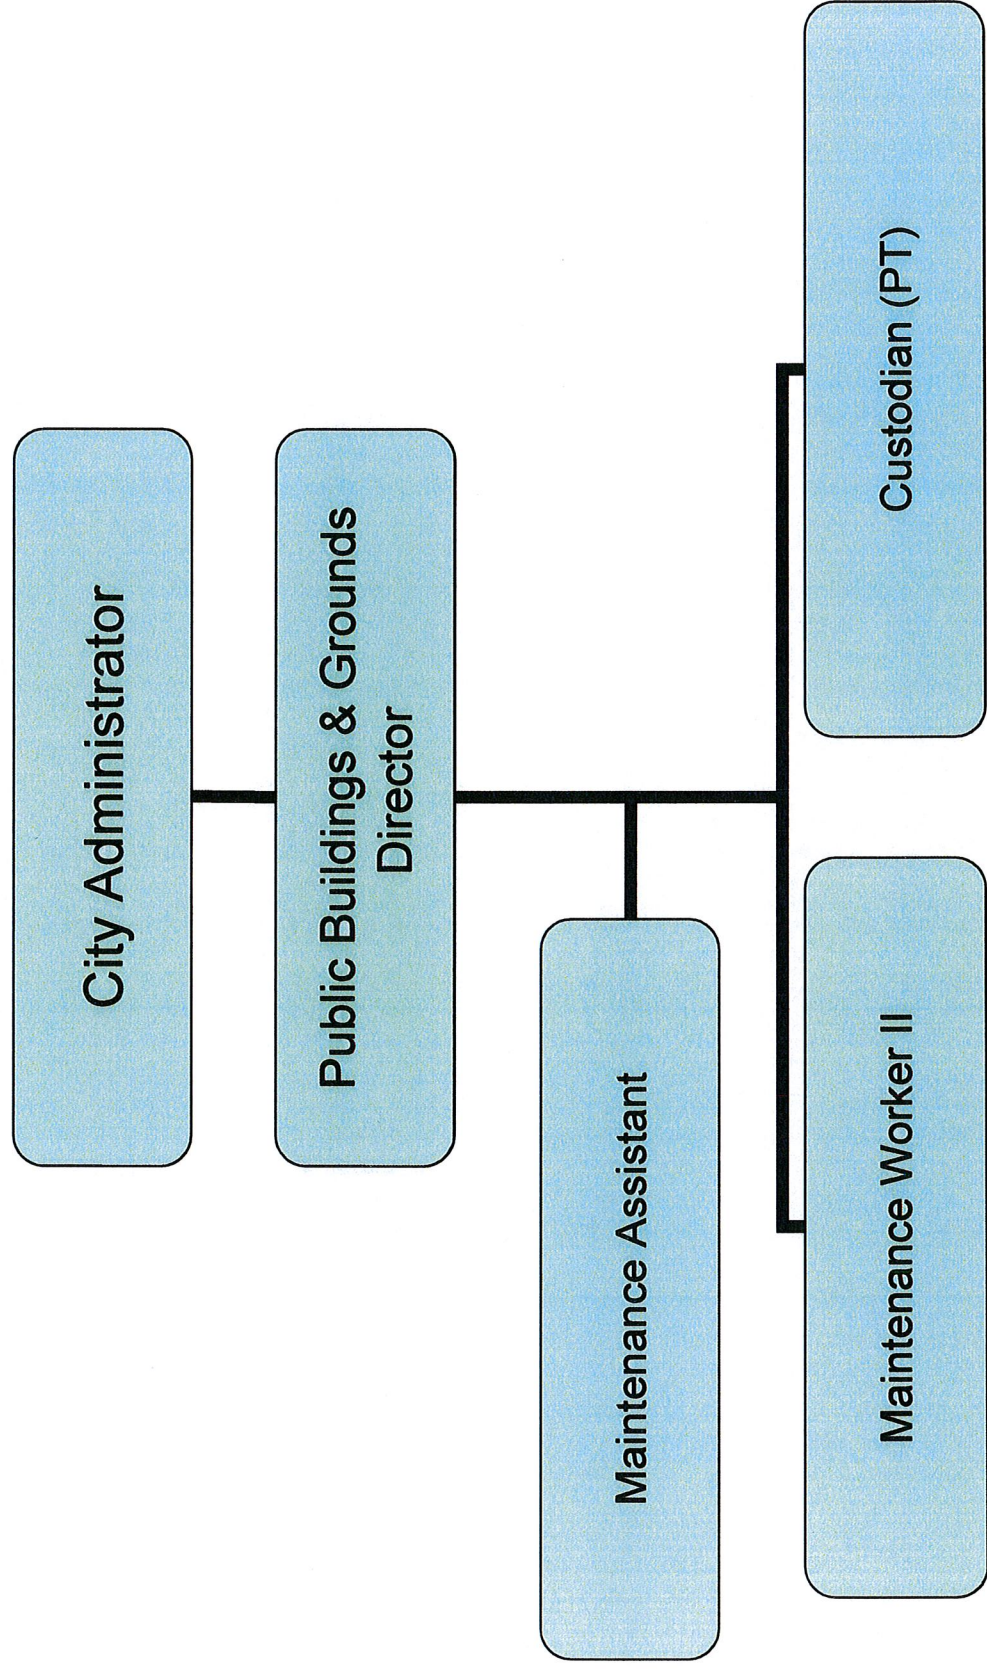 City Administrator
Public Buildings & Grounds
Director
Maintenance Assistant
Maintenance Worker II
Custodian (PT)